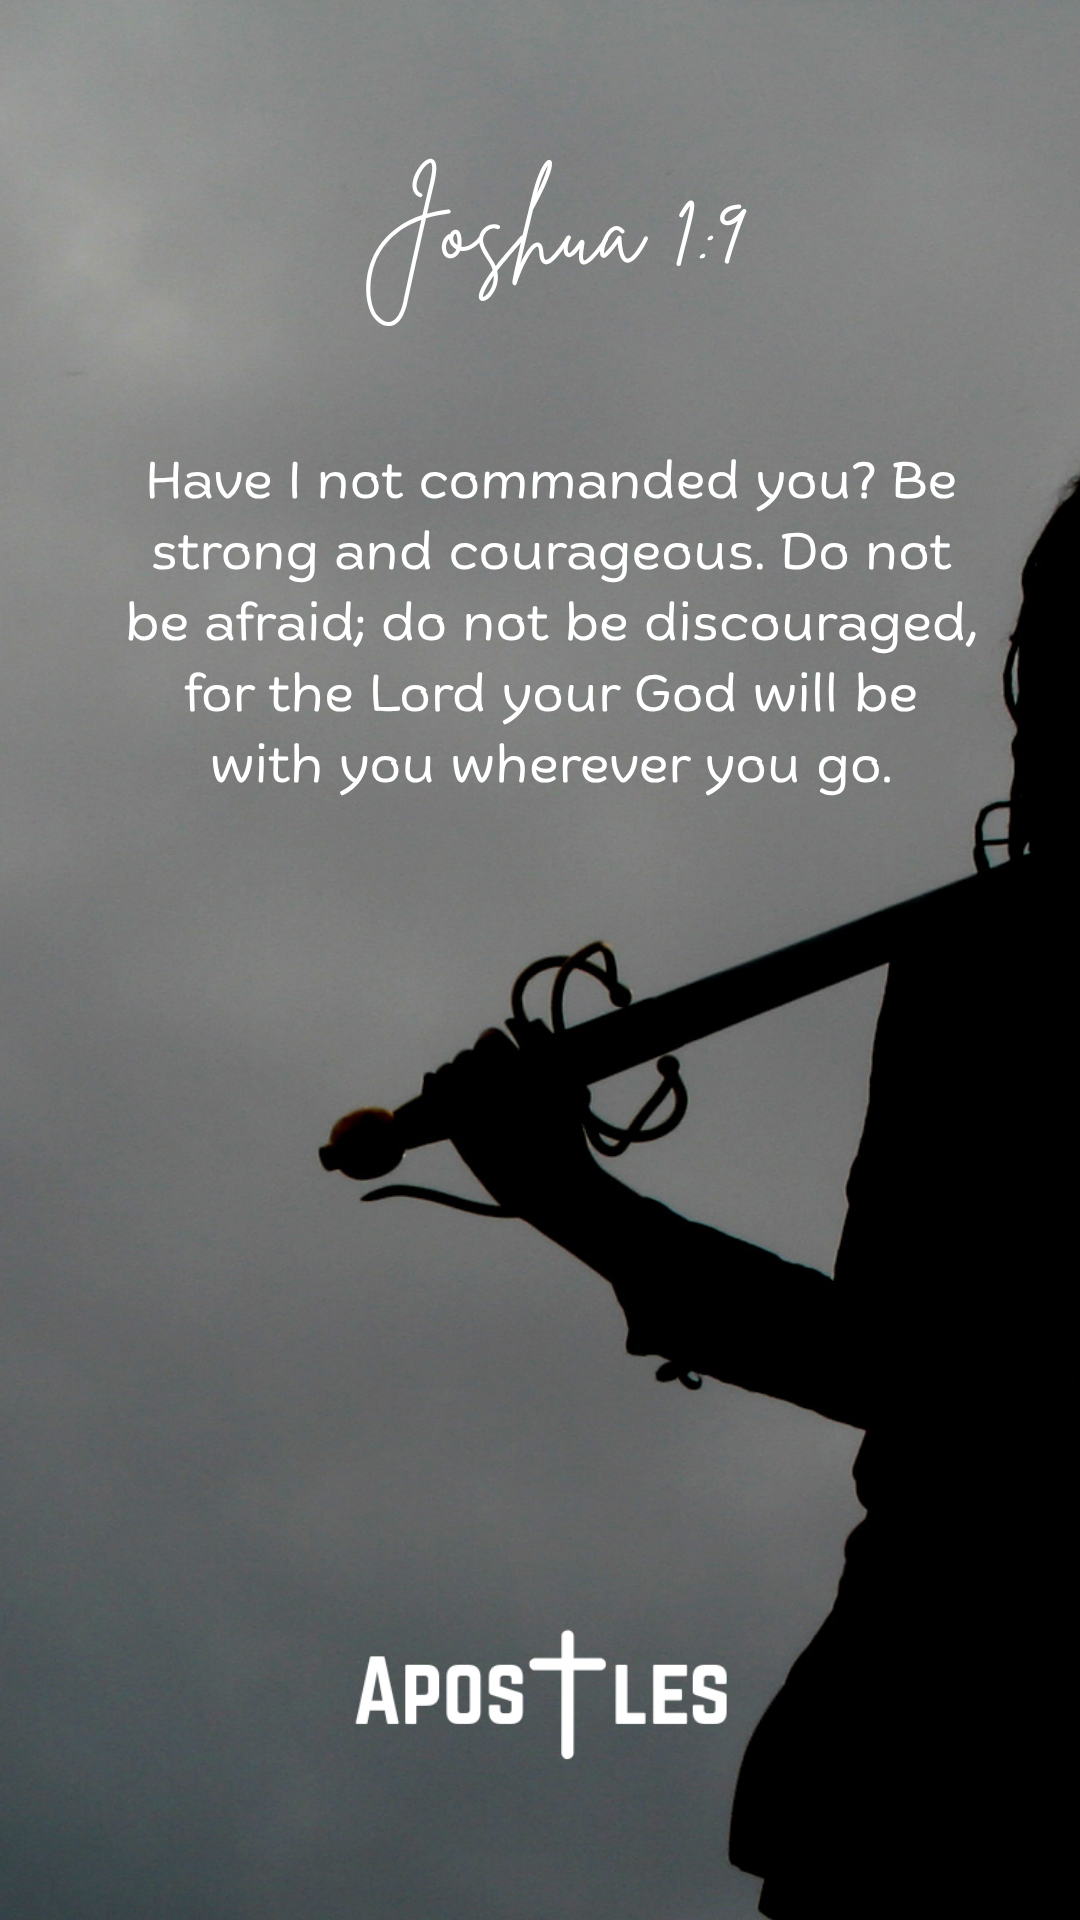 Joshua 1:9
Have I not commanded you? Be
strong and courageous. Do not
be afraid; do not be discouraged,
for the Lord your God will be
with you wherever you go.
APOSTLES